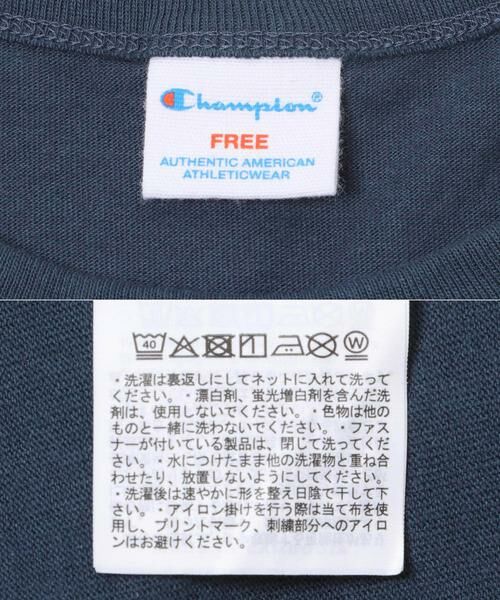 Champion®
FREE
AUTHENTIC AMERICAN
ATHLETICWEAR
40 W
・洗濯は裏返しにしてネットに入れて洗って
ください。・漂白剤、蛍光増白剤を含んだ洗
剤は、使用しないでください。・色物は他の
ものと一緒に洗わないでください。・ファス
ナーが付いている製品は、閉じて洗ってくだ
さい。・水につけたまま他の洗濯物と重ね合
わせたり、放置しないようにしてください。
・洗濯後は速やかに形を整え日陰で干して下
さい。・アイロン掛けを行う際は当て布を使
用し、プリントマーク、刺繍部分へのアイロ
ンはお避けください。